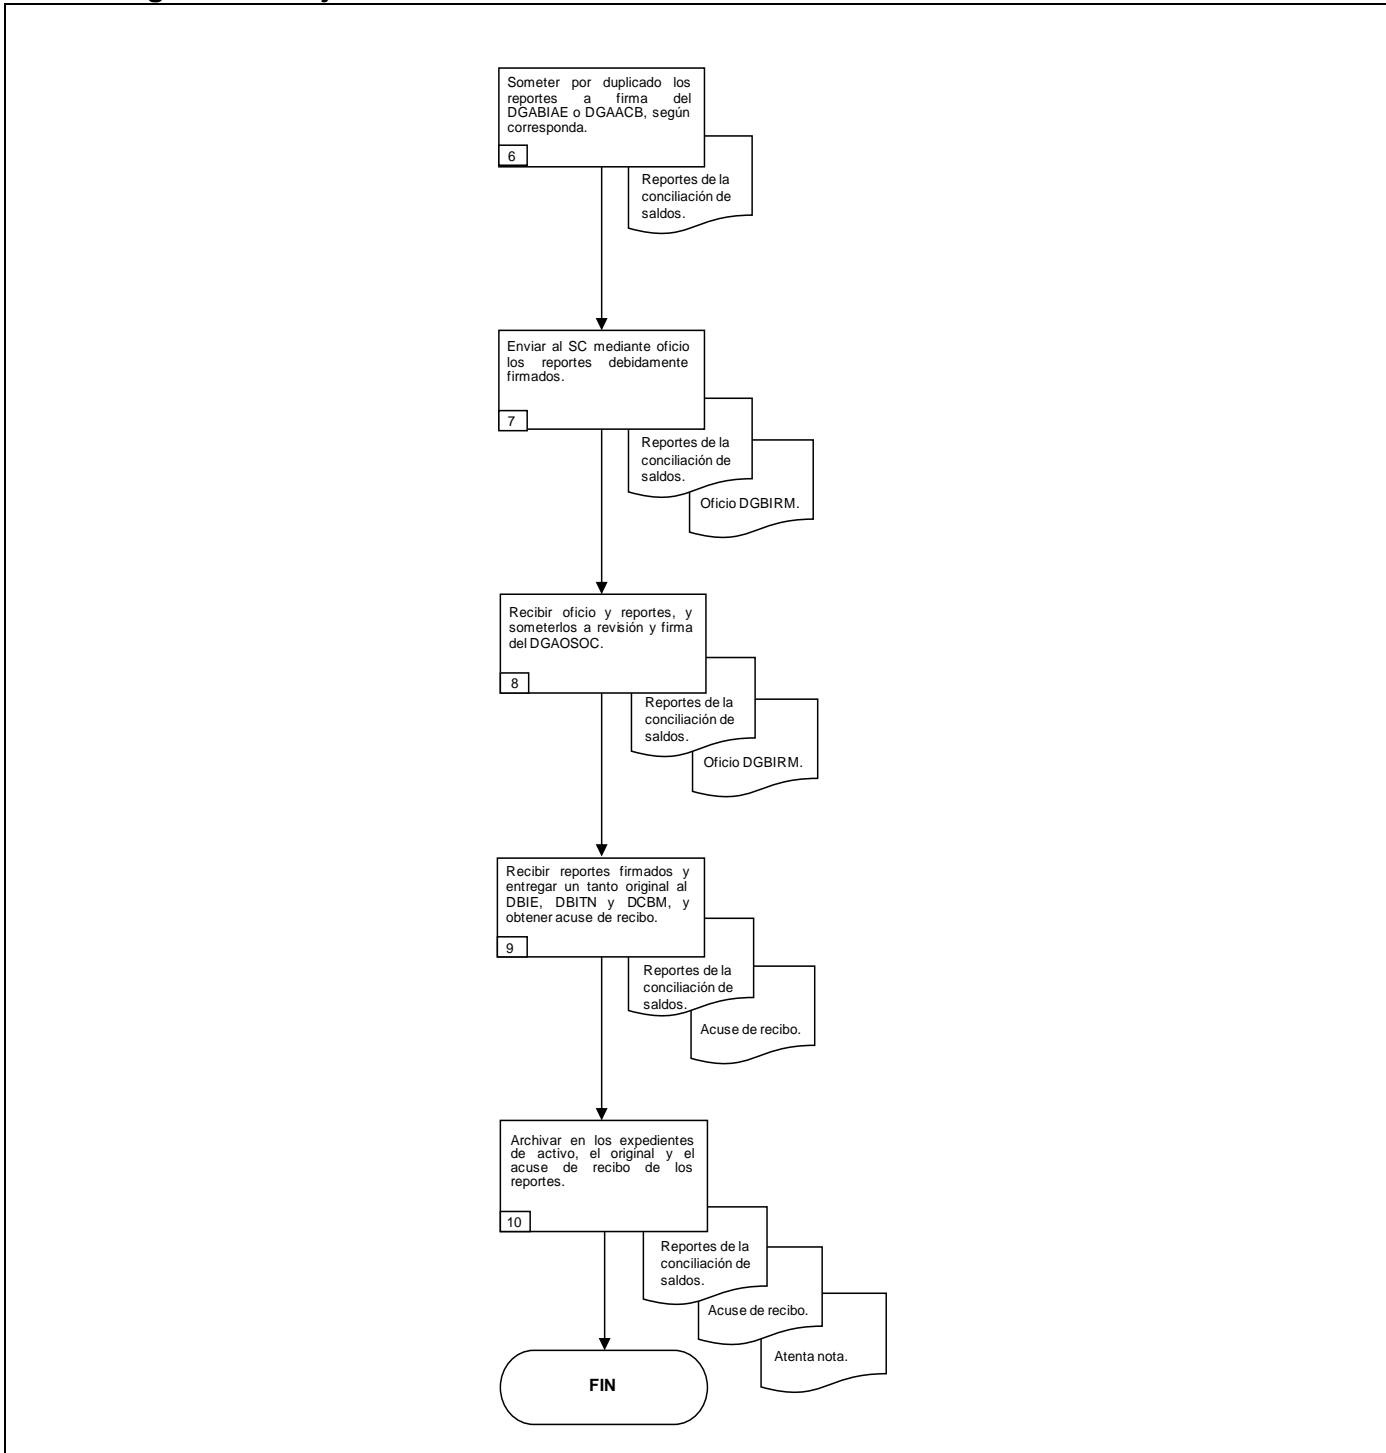 Someter por duplicado los
reportes a firma del
DGABIAE o DGAACB, según
corresponda.
6
Reportes de la
conciliación de
saldos.
Enviar al SC mediante oficio
los reportes debidamente
firmados.
7
Reportes de la
conciliación de
saldos.
Oficio DGBIRM.
Recibir oficio y reportes, y
someterlos a revisión y firma
del DGAOSOC.
8
Reportes de la
conciliación de
saldos.
Oficio DGBIRM.
Recibir reportes firmados y
entregar un tanto original al
DBIE, DBITN y DCBM, y
obtener acuse de recibo.
9
Reportes de la
conciliación de
saldos.
Acuse de recibo.
Archivar en los expedientes
de activo, el original y el
acuse de recibo de los
reportes.
10
Reportes de la
conciliación de
saldos.
Acuse de recibo.
Atenta nota.
FIN